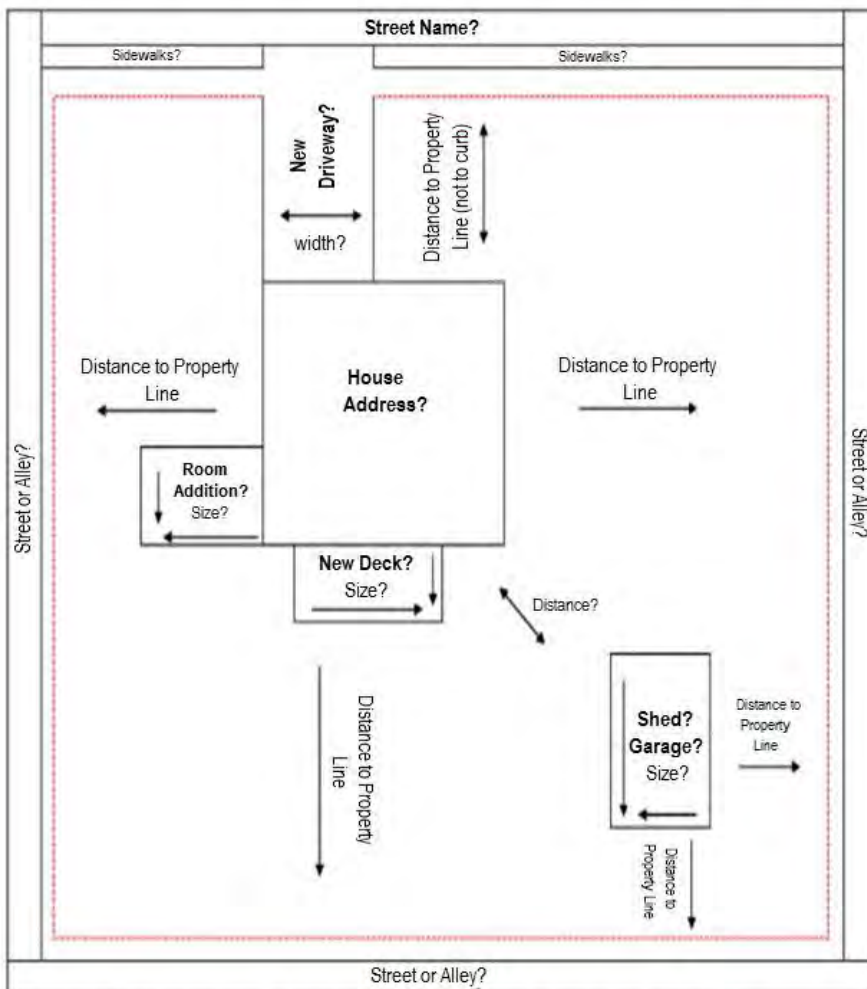 Street Name?
Sidewalks?
Sidewalks?
New
Driveway?
width?
Distance to Property
Line (not to curb)
Distance to Property
Line
House
Address?
Distance to Property
Line
Street or Alley?
Street or Alley?
Room
Addition?
Size?
New Deck?
Size?
Distance?
Distance to Property
Line
Shed?
Garage?
Size?
Distance to
Property
Line
Distance to
Property Line
Street or Alley?